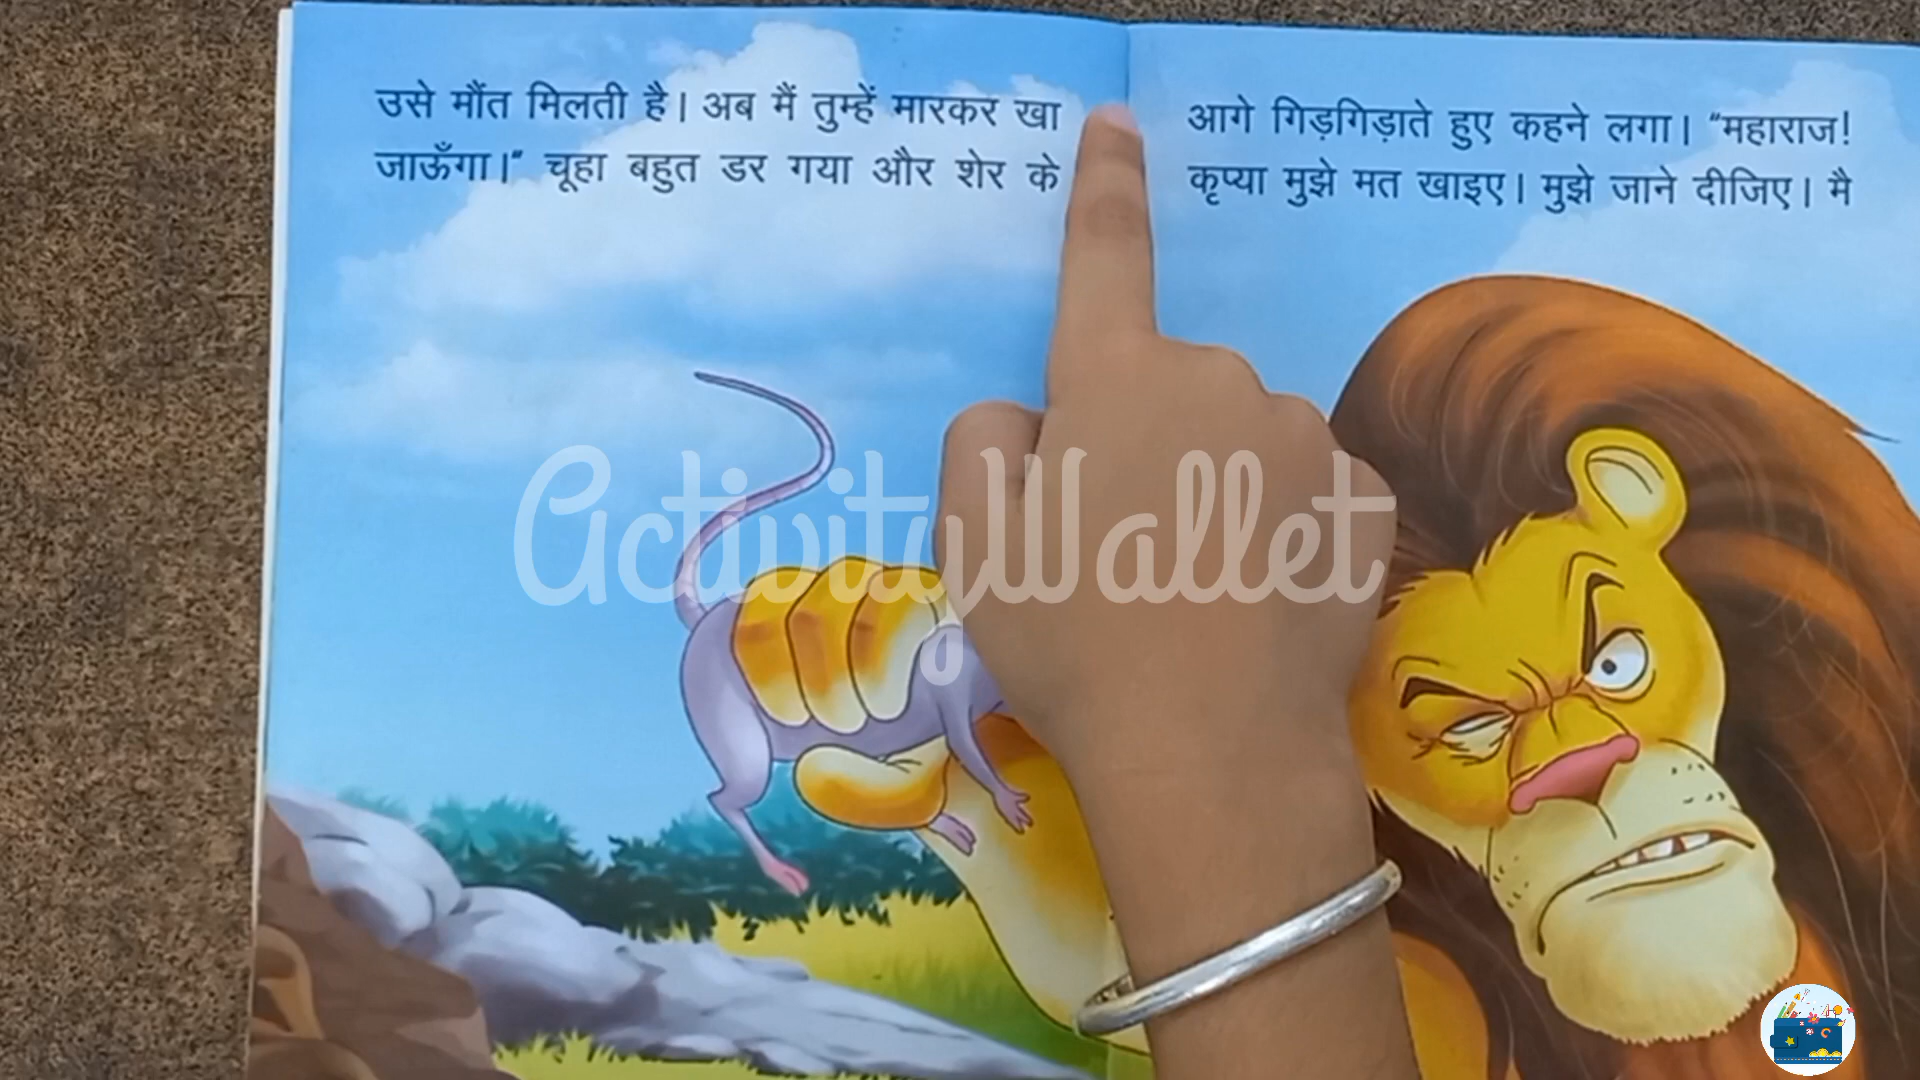 उसे मौंत मिलती है। अब मैं तुम्हें मारकर खा
जाऊँगा।" चूहा बहुत डर गया और शेर के
आगे गिड़गिड़ाते हुए कहने लगा। "महाराज!
कृप्या मुझे मत खाइए। मुझे जाने दीजिए। मै
ActivityWallet